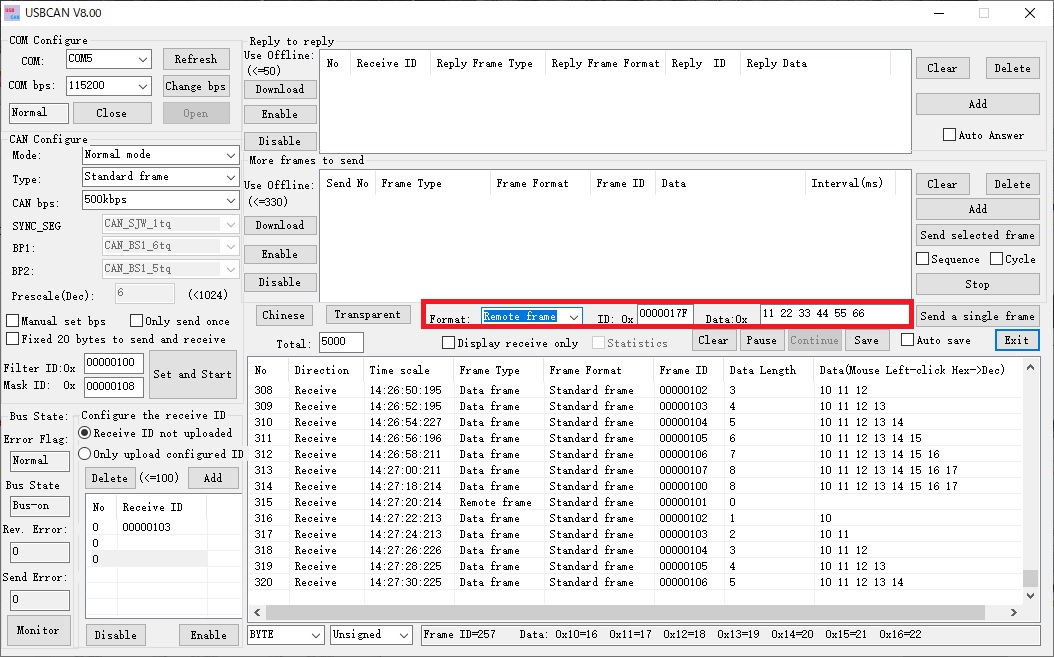 USBCAN V8.00
COM Configure
COM: COM5 Refresh
COM bps: 115200 Change bps
Normal Close Open
CAN Configure
Mode: Normal mode
Type: Standard frame
CAN bps: 500kbps
SYNC_SEG CAN_SJW_1tq
BP1: CAN_BS1_6tq
BP2: CAN_BS1_5tq
Prescale(Dec): 6 (<1024)
Manual set bps Only send once
Fixed 20 bytes to send and receive
Filter ID:0x 00000100
Mask ID: 0x 00000108
Set and Start
Bus State:
Error Flag:
Normal
Bus State
Bus-on
Rev. Error:
0
Send Error:
0
Monitor
Configure the receive ID
Receive ID not uploaded
Only upload configured ID
Delete (<=100) Add
No Receive ID
0 00000103
0
0
Disable Enable
Reply to reply
Use Offline:
(<=50)
Download
Enable
Disable
No Receive ID Reply Frame Type Reply Frame Format Reply ID Reply Data
Clear Delete
Add
Auto Answer
More frames to send
Use Offline:
(<=330)
Download
Enable
Disable
Send No Frame Type Frame Format Frame ID Data Interval(ms)
Clear Delete
Add
Send selected frame
Sequence Cycle
Stop
Chinese Transparent Format: Remote frame ID: 0x 0000017F Data:0x 11 22 33 44 55 66 Send a single frame
Total: 5000 Display receive only Statistics Clear Pause Continue Save Auto save Exit
No Direction Time scale Frame Type Frame Format Frame ID Data Length Data(Mouse Left-click Hex->Dec)
308 Receive 14:26:50:195 Data frame Standard frame 00000102 3 10 11 12
309 Receive 14:26:52:195 Data frame Standard frame 00000103 4 10 11 12 13
310 Receive 14:26:54:227 Data frame Standard frame 00000104 5 10 11 12 13 14
311 Receive 14:26:56:196 Data frame Standard frame 00000105 6 10 11 12 13 14 15
312 Receive 14:26:58:211 Data frame Standard frame 00000106 7 10 11 12 13 14 15 16
313 Receive 14:27:00:211 Data frame Standard frame 00000107 8 10 11 12 13 14 15 16 17
314 Receive 14:27:18:214 Data frame Standard frame 00000100 8 10 11 12 13 14 15 16 17
315 Receive 14:27:20:214 Remote frame Standard frame 00000101 0
316 Receive 14:27:22:213 Data frame Standard frame 00000102 1 10
317 Receive 14:27:24:213 Data frame Standard frame 00000103 2 10 11
318 Receive 14:27:26:226 Data frame Standard frame 00000104 3 10 11 12
319 Receive 14:27:28:225 Data frame Standard frame 00000105 4 10 11 12 13
320 Receive 14:27:30:225 Data frame Standard frame 00000106 5 10 11 12 13 14
BYTE Unsigned Frame ID=257 Data: 0x10=16 0x11=17 0x12=18 0x13=19 0x14=20 0x15=21 0x16=22